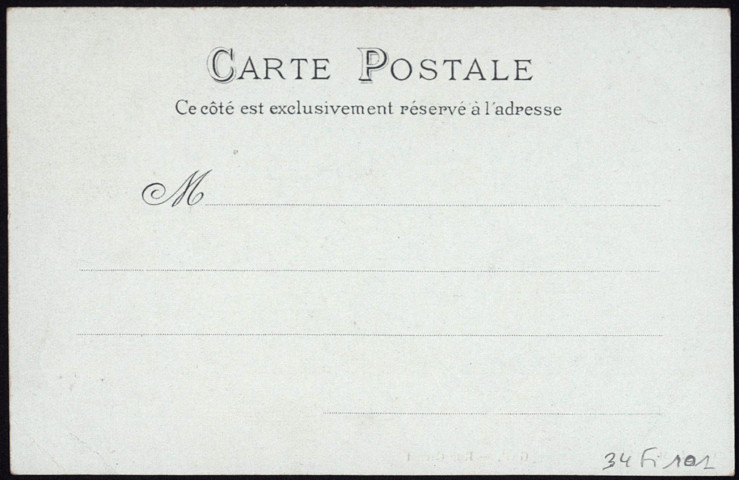 CARTE POSTALE
Ce côté est exclusivement réservé à l'adresse
M
34 Fi 101